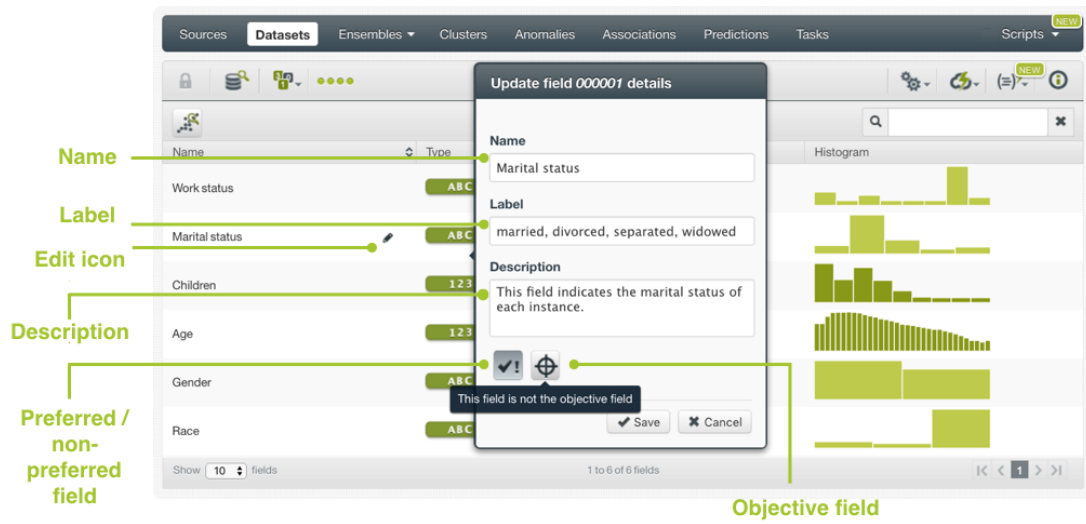 NEW
Sources Datasets Ensembles Clusters Anomalies Associations Predictions Tasks Scripts
NEW
Update field 000001 details
Name Type Histogram
Name
Name
Marital status
Work status ABC
Label
Label
married, divorced, separated, widowed
Marital status ABC
Edit icon
Description
Children 123
This field indicates the marital status of
each instance.
Description
Age 123
Gender ABC
This field is not the objective field
Preferred /
non-
preferred
field
Race ABC
Save Cancel
Show 10 fields 1 to 6 of 6 fields 1
Objective field